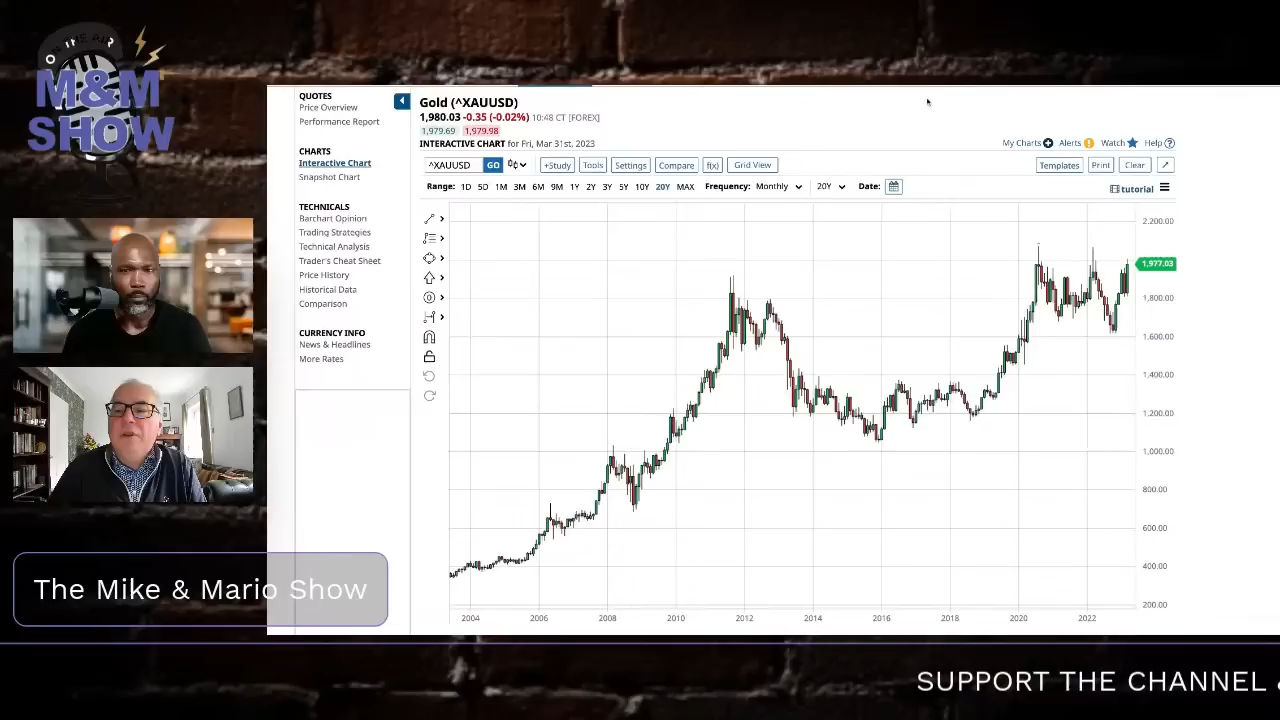 ON THE AIR
M&M
SHOW
QUOTES
Price Overview
Performance Report
CHARTS
Interactive Chart
Snapshot Chart
TECHNICALS
Barchart Opinion
Trading Strategies
Technical Analysis
Trader's Cheat Sheet
Price History
Historical Data
Comparison
CURRENCY INFO
News & Headlines
More Rates
Gold (^XAUUSD)
1,980.03 -0.35 (-0.02%) 10:48 CT [FOREX]
1,979.69 1,979.98
INTERACTIVE CHART for Fri, Mar 31st, 2023
My Charts Alerts Watch Help
^XAUUSD GO +Study Tools Settings Compare f(x) Grid View Templates Print Clear
Range: 1D 5D 1M 3M 6M 9M 1Y 2Y 3Y 5Y 10Y 20Y MAX Frequency: Monthly 20Y Date:
tutorial
2,200.00
1,977.03
1,800.00
1,600.00
1,400.00
1,200.00
1,000.00
800.00
600.00
400.00
200.00
2004 2006 2008 2010 2012 2014 2016 2018 2020 2022
The Mike & Mario Show
SUPPORT THE CHANNEL